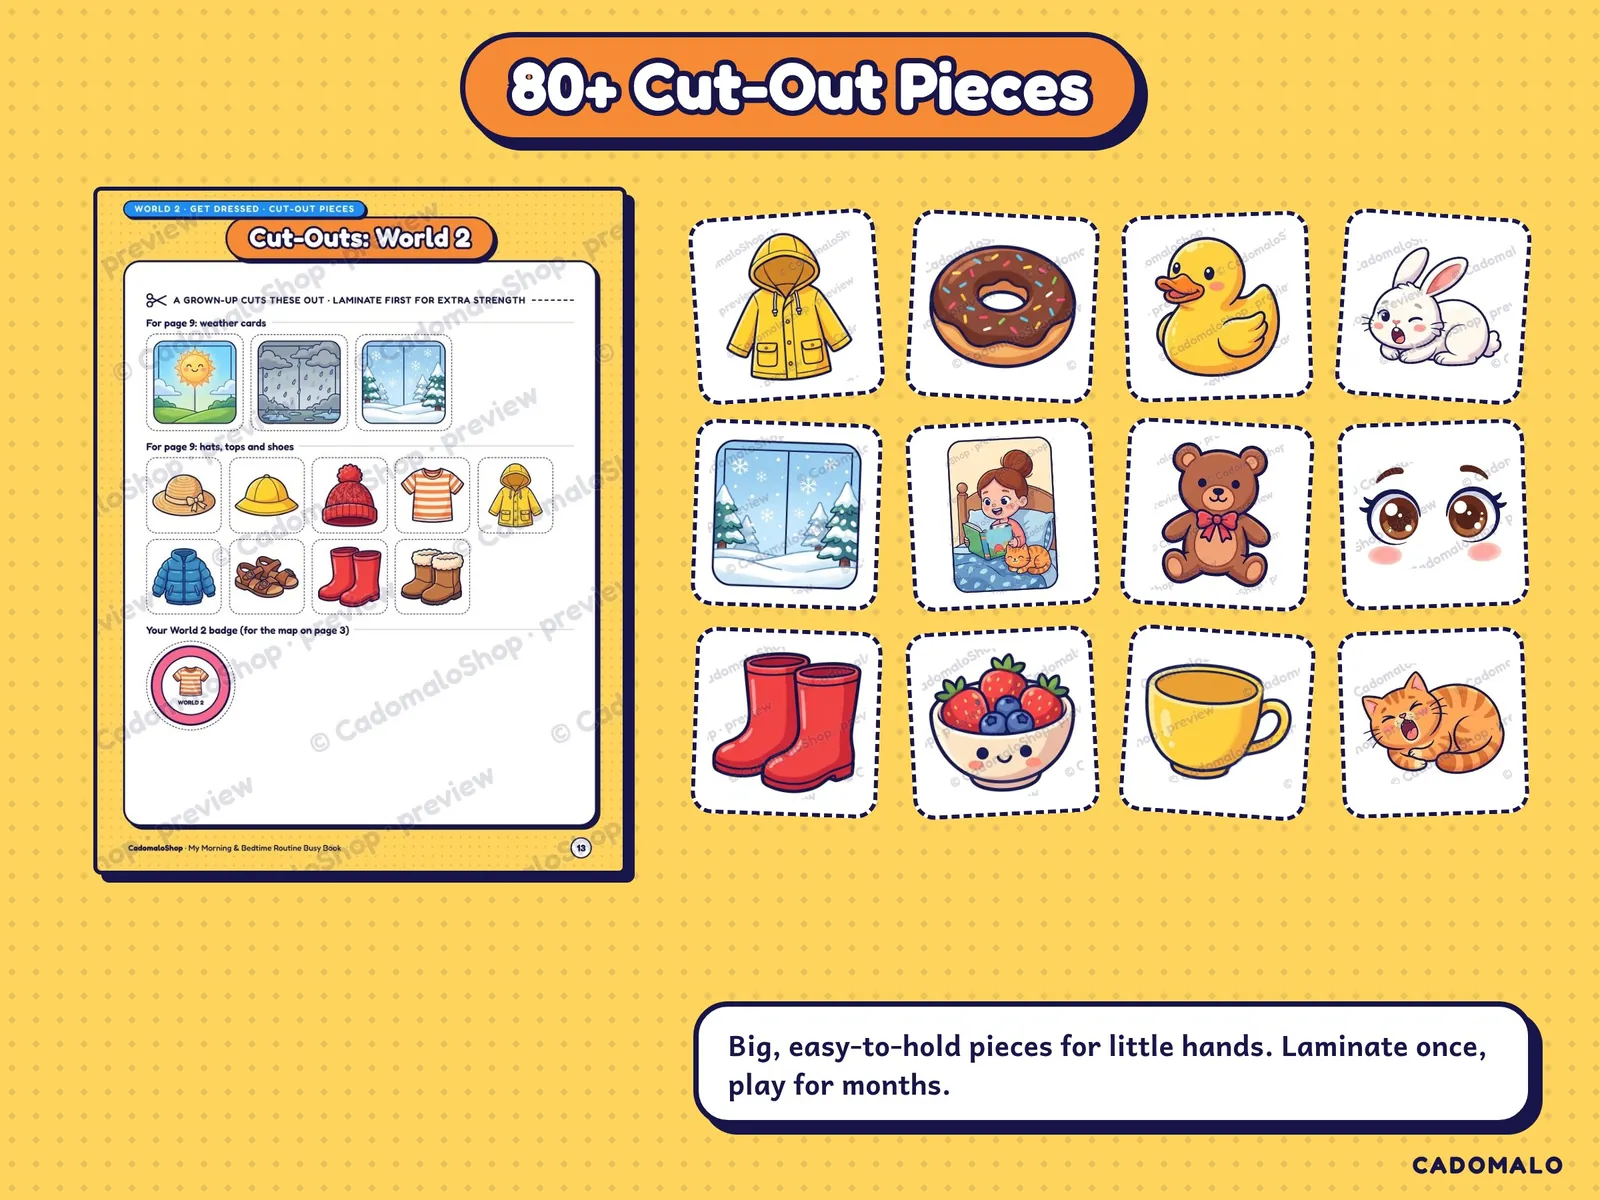 80+ Cut-Out Pieces
WORLD 2 · GET DRESSED · CUT-OUT PIECES
Cut-Outs: World 2
A GROWN-UP CUTS THESE OUT · LAMINATE FIRST FOR EXTRA STRENGTH
For page 9: weather cards
For page 9: hats, tops and shoes
Your World 2 badge (for the map on page 3)
WORLD 2
© CadomaloShop · preview
CadomaloShop · My Morning & Bedtime Routine Busy Book
13
Big, easy-to-hold pieces for little hands. Laminate once,
play for months.
CADOMALO